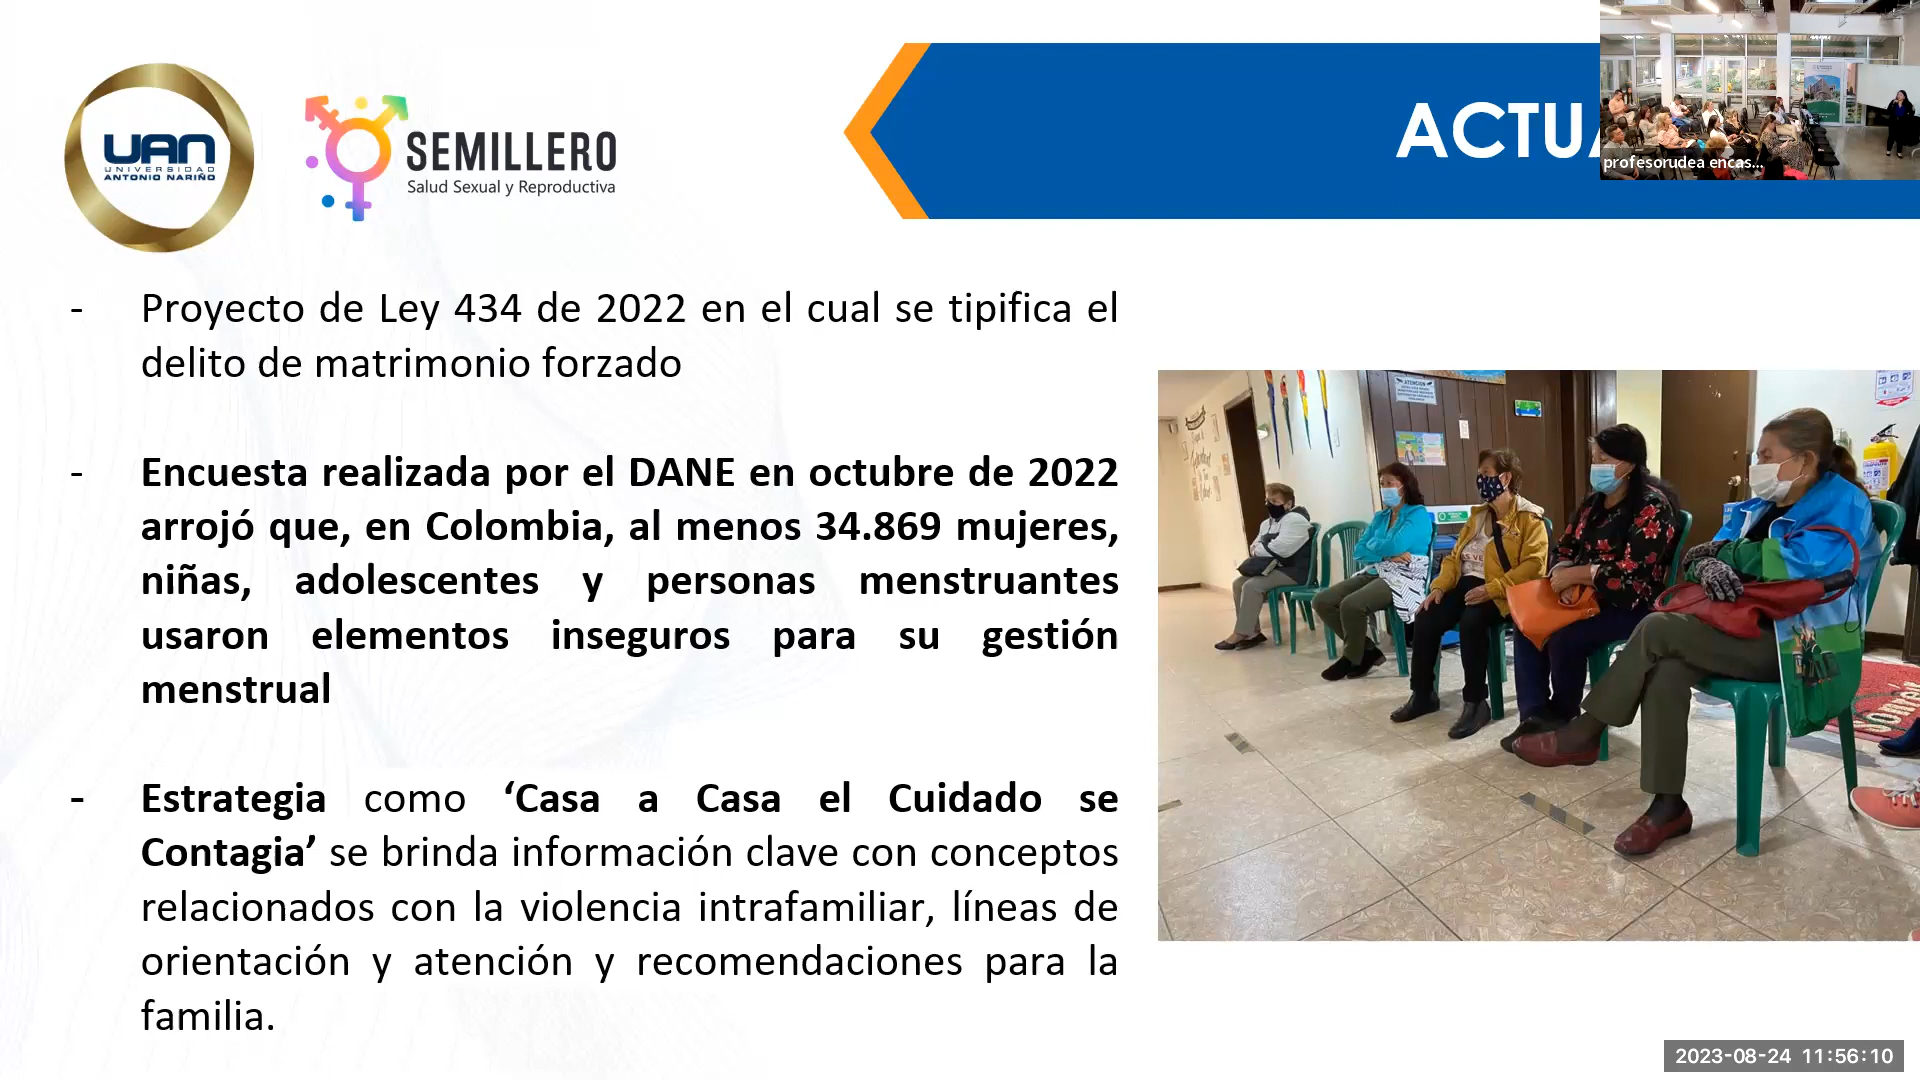 UAN
UNIVERSIDAD
ANTONIO NARIÑO
SEMILLERO
Salud Sexual y Reproductiva
ACTUA
profesorudea encas...
- Proyecto de Ley 434 de 2022 en el cual se tipifica el
delito de matrimonio forzado
- Encuesta realizada por el DANE en octubre de 2022
arrojó que, en Colombia, al menos 34.869 mujeres,
niñas, adolescentes y personas menstruantes
usaron elementos inseguros para su gestión
menstrual
- Estrategia como ‘Casa a Casa el Cuidado se
Contagia’ se brinda información clave con conceptos
relacionados con la violencia intrafamiliar, líneas de
orientación y atención y recomendaciones para la
familia.
ATENCION
2023-08-24 11:56:10